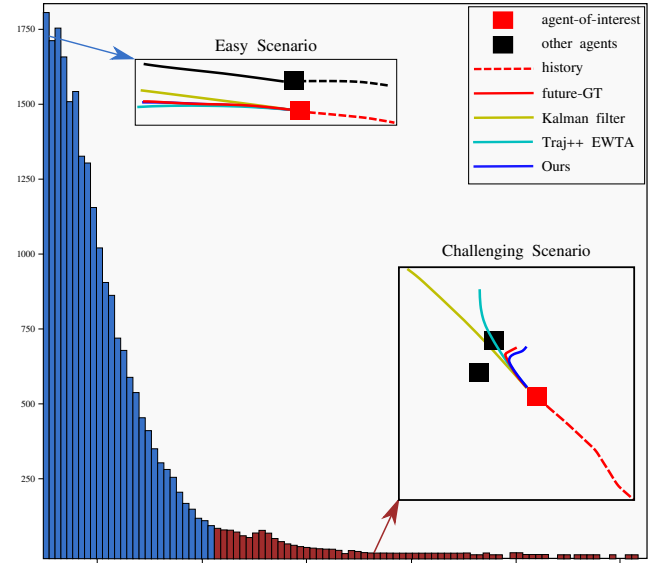 agent-of-interest
other agents
history
future-GT
Kalman filter
Traj++ EWTA
Ours
Easy Scenario
Challenging Scenario
1750
1500
1250
1000
750
500
250